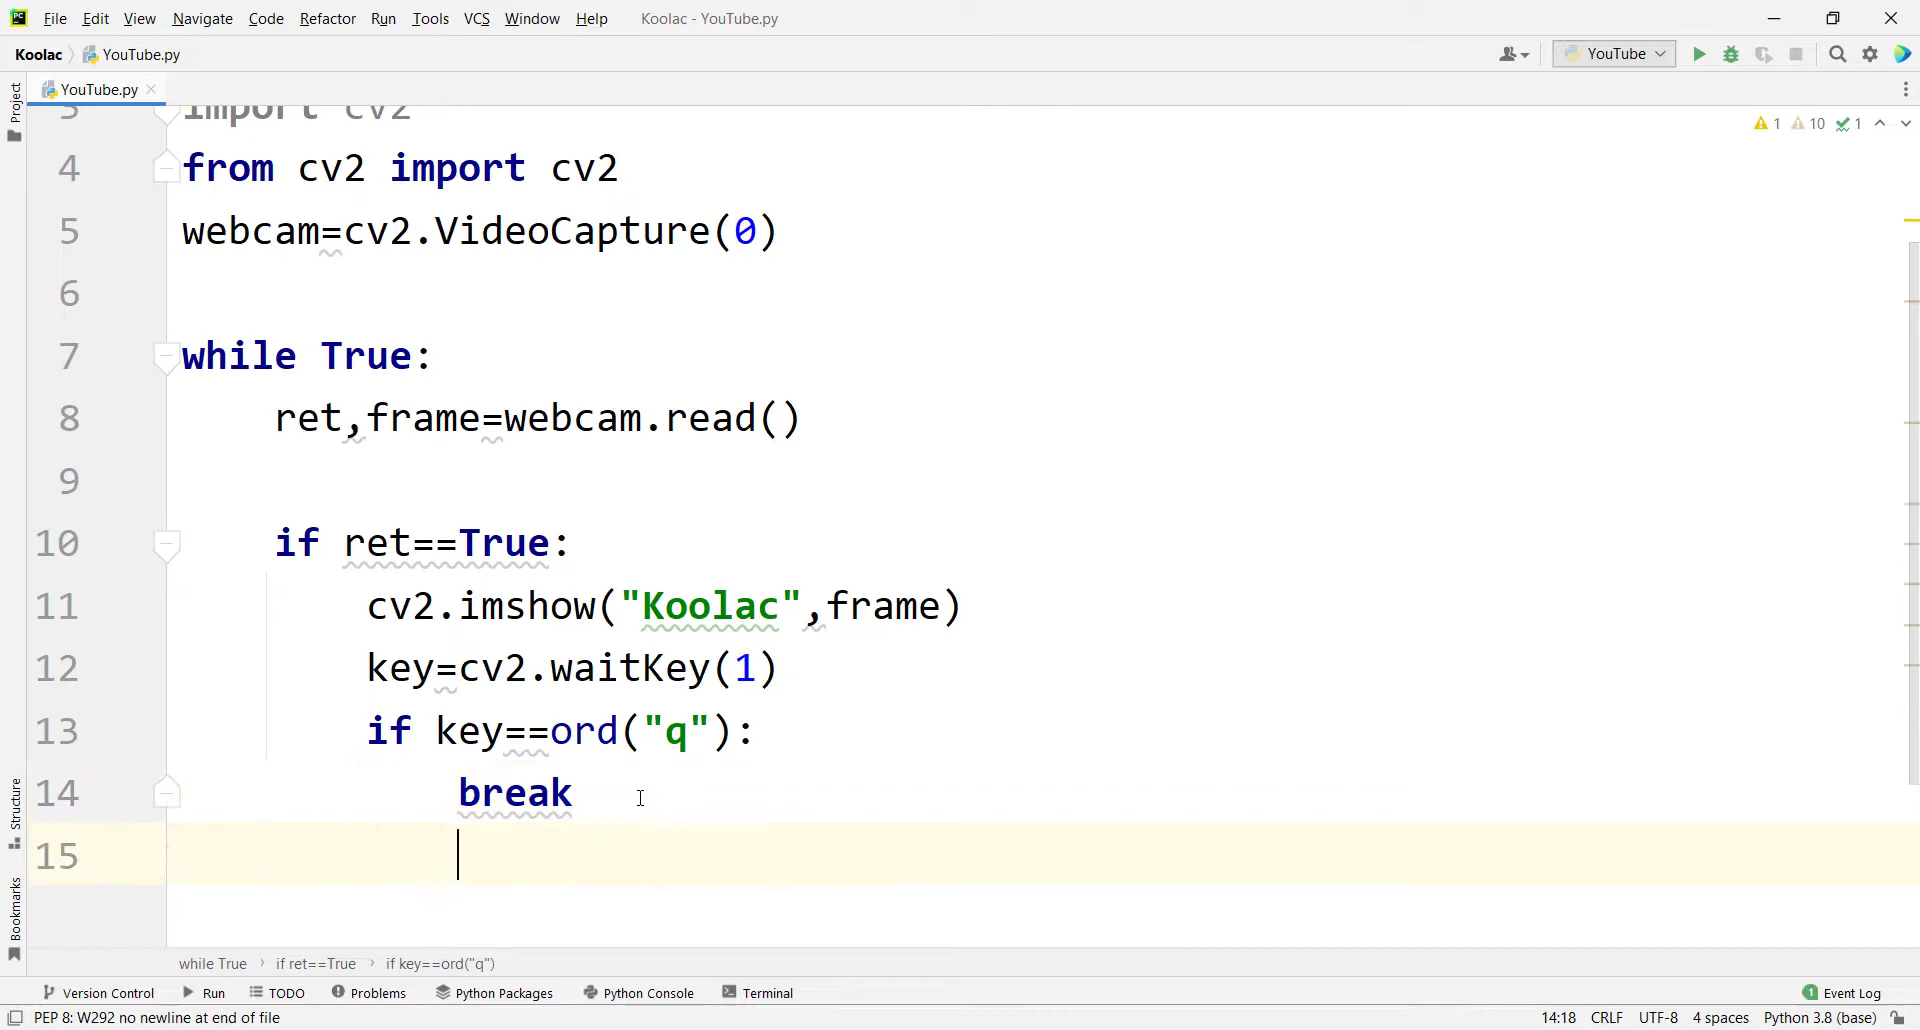 File Edit View Navigate Code Refactor Run Tools VCS Window Help Koolac - YouTube.py
Koolac YouTube.py YouTube
YouTube.py
1 10 1
3 import cv2
4 from cv2 import cv2
5 webcam=cv2.VideoCapture(0)
6
7 while True:
8 ret,frame=webcam.read()
9
10 if ret==True:
11 cv2.imshow("Koolac",frame)
12 key=cv2.waitKey(1)
13 if key==ord("q"):
14 break
15
Project
Structure
Bookmarks
while True if ret==True if key==ord("q")
Version Control Run TODO Problems Python Packages Python Console Terminal 1 Event Log
PEP 8: W292 no newline at end of file 14:18 CRLF UTF-8 4 spaces Python 3.8 (base)